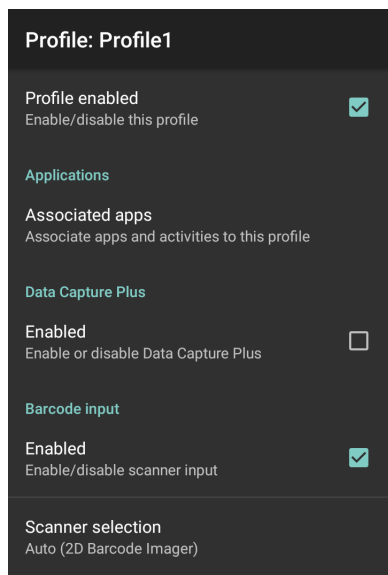 Profile: Profile1
Profile enabled
Enable/disable this profile
Applications
Associated apps
Associate apps and activities to this profile
Data Capture Plus
Enabled
Enable or disable Data Capture Plus
Barcode input
Enabled
Enable/disable scanner input
Scanner selection
Auto (2D Barcode Imager)